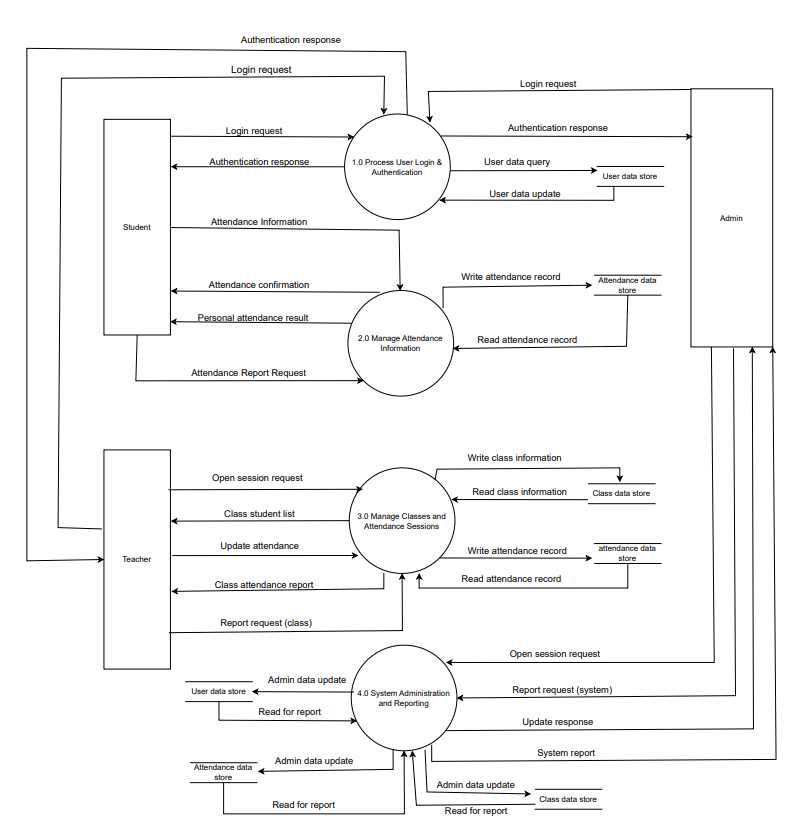 Authentication response
Login request
Login request
Login request
Authentication response
1.0 Process User Login &
Authentication
Authentication response
User data query
User data store
User data update
Student
Admin
Attendance Information
Attendance confirmation
Write attendance record
Attendance data
store
Personal attendance result
2.0 Manage Attendance
Information
Read attendance record
Attendance Report Request
Write class information
Open session request
Read class information
Class data store
Class student list
3.0 Manage Classes and
Attendance Sessions
Update attendance
Write attendance record
attendance data
store
Teacher
Class attendance report
Read attendance record
Report request (class)
Open session request
Admin data update
User data store
4.0 System Administration
and Reporting
Report request (system)
Read for report
Update response
System report
Admin data update
Attendance data
store
Admin data update
Class data store
Read for report
Read for report